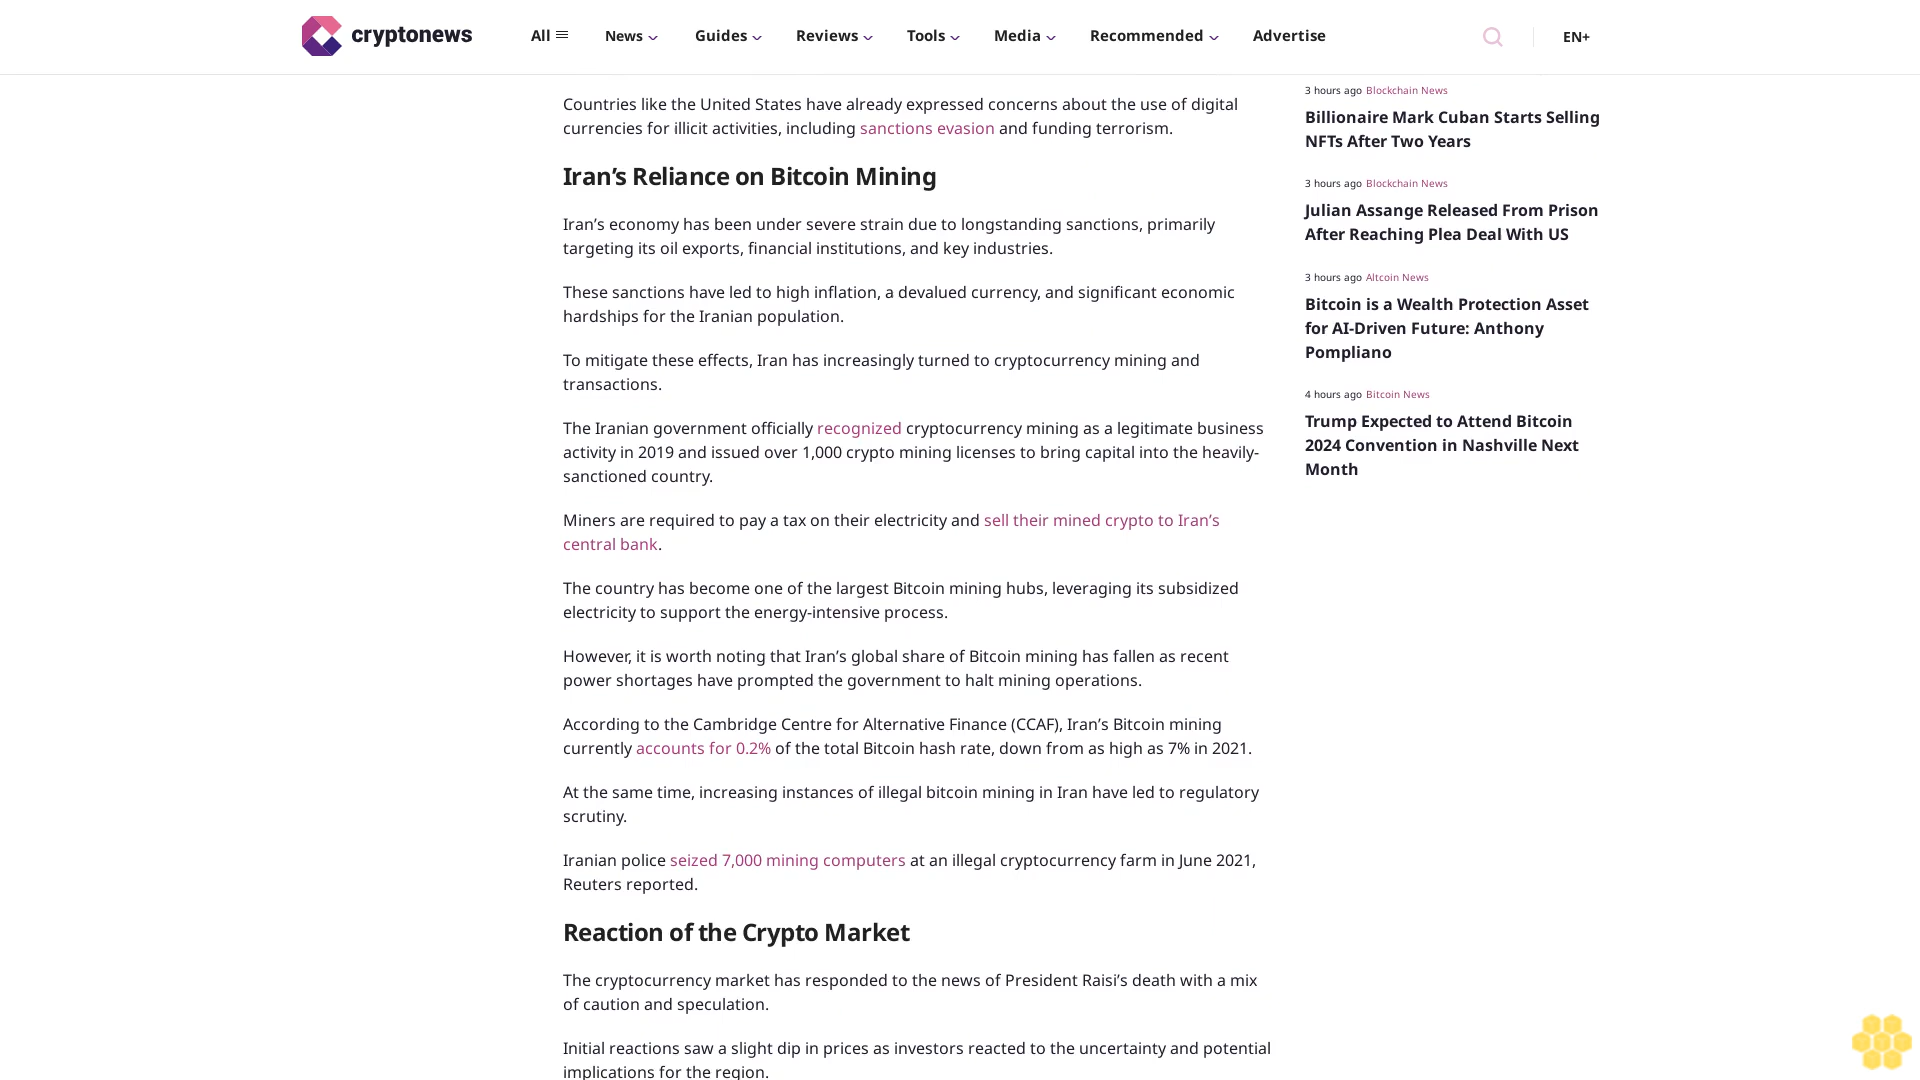 cryptonews
All
News
Guides
Reviews
Tools
Media
Recommended
Advertise
EN+
Countries like the United States have already expressed concerns about the use of digital
currencies for illicit activities, including sanctions evasion and funding terrorism.
Iran’s Reliance on Bitcoin Mining
Iran’s economy has been under severe strain due to longstanding sanctions, primarily
targeting its oil exports, financial institutions, and key industries.
These sanctions have led to high inflation, a devalued currency, and significant economic
hardships for the Iranian population.
To mitigate these effects, Iran has increasingly turned to cryptocurrency mining and
transactions.
The Iranian government officially recognized cryptocurrency mining as a legitimate business
activity in 2019 and issued over 1,000 crypto mining licenses to bring capital into the heavily-
sanctioned country.
Miners are required to pay a tax on their electricity and sell their mined crypto to Iran’s
central bank.
The country has become one of the largest Bitcoin mining hubs, leveraging its subsidized
electricity to support the energy-intensive process.
However, it is worth noting that Iran’s global share of Bitcoin mining has fallen as recent
power shortages have prompted the government to halt mining operations.
According to the Cambridge Centre for Alternative Finance (CCAF), Iran’s Bitcoin mining
currently accounts for 0.2% of the total Bitcoin hash rate, down from as high as 7% in 2021.
At the same time, increasing instances of illegal bitcoin mining in Iran have led to regulatory
scrutiny.
Iranian police seized 7,000 mining computers at an illegal cryptocurrency farm in June 2021,
Reuters reported.
Reaction of the Crypto Market
The cryptocurrency market has responded to the news of President Raisi’s death with a mix
of caution and speculation.
Initial reactions saw a slight dip in prices as investors reacted to the uncertainty and potential
implications for the region.
3 hours ago Blockchain News
Billionaire Mark Cuban Starts Selling
NFTs After Two Years
3 hours ago Blockchain News
Julian Assange Released From Prison
After Reaching Plea Deal With US
3 hours ago Altcoin News
Bitcoin is a Wealth Protection Asset
for AI-Driven Future: Anthony
Pompliano
4 hours ago Bitcoin News
Trump Expected to Attend Bitcoin
2024 Convention in Nashville Next
Month